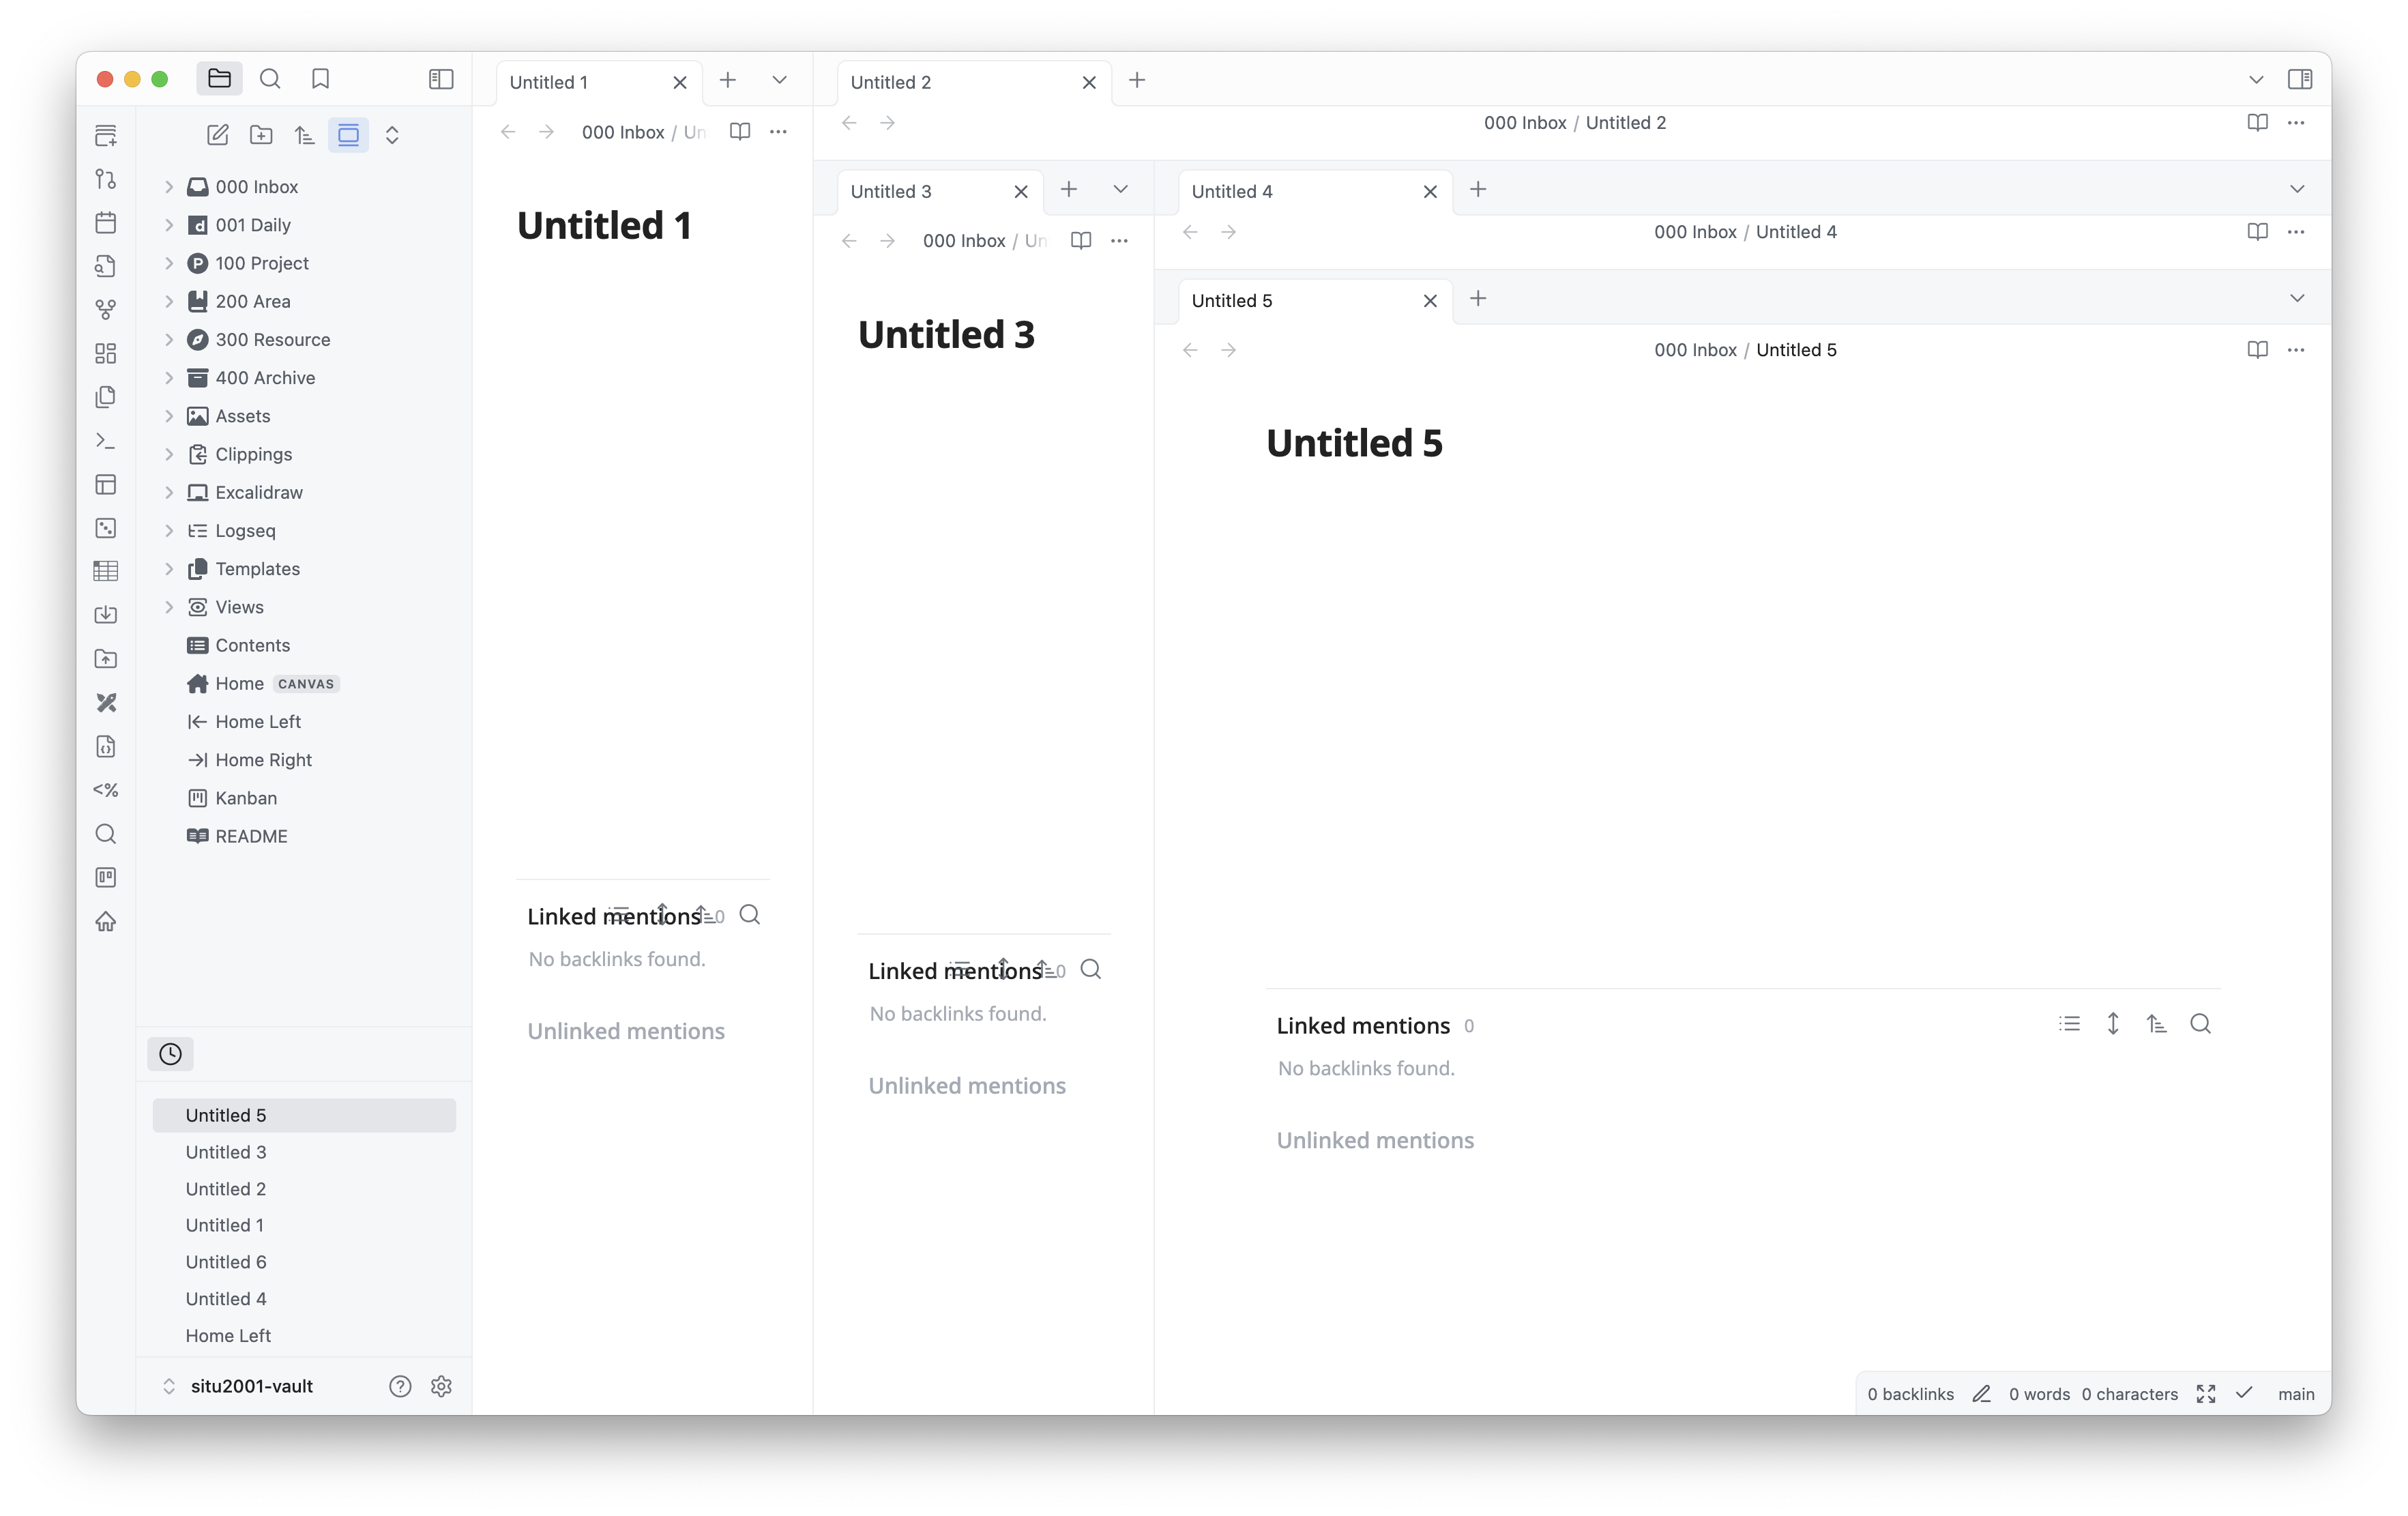 Untitled 1
Untitled 2
000 Inbox / Un
000 Inbox / Untitled 2
000 Inbox
001 Daily
100 Project
200 Area
300 Resource
400 Archive
Assets
Clippings
Excalidraw
Logseq
Templates
Views
Contents
Home CANVAS
Home Left
Home Right
Kanban
README
Untitled 5
Untitled 3
Untitled 2
Untitled 1
Untitled 6
Untitled 4
Home Left
situ2001-vault
Untitled 1
Linked mentions 0
No backlinks found.
Unlinked mentions
Untitled 3
000 Inbox / Un
Untitled 3
Linked mentions 0
No backlinks found.
Unlinked mentions
Untitled 4
000 Inbox / Untitled 4
Untitled 5
000 Inbox / Untitled 5
Untitled 5
Linked mentions 0
No backlinks found.
Unlinked mentions
0 backlinks 0 words 0 characters main